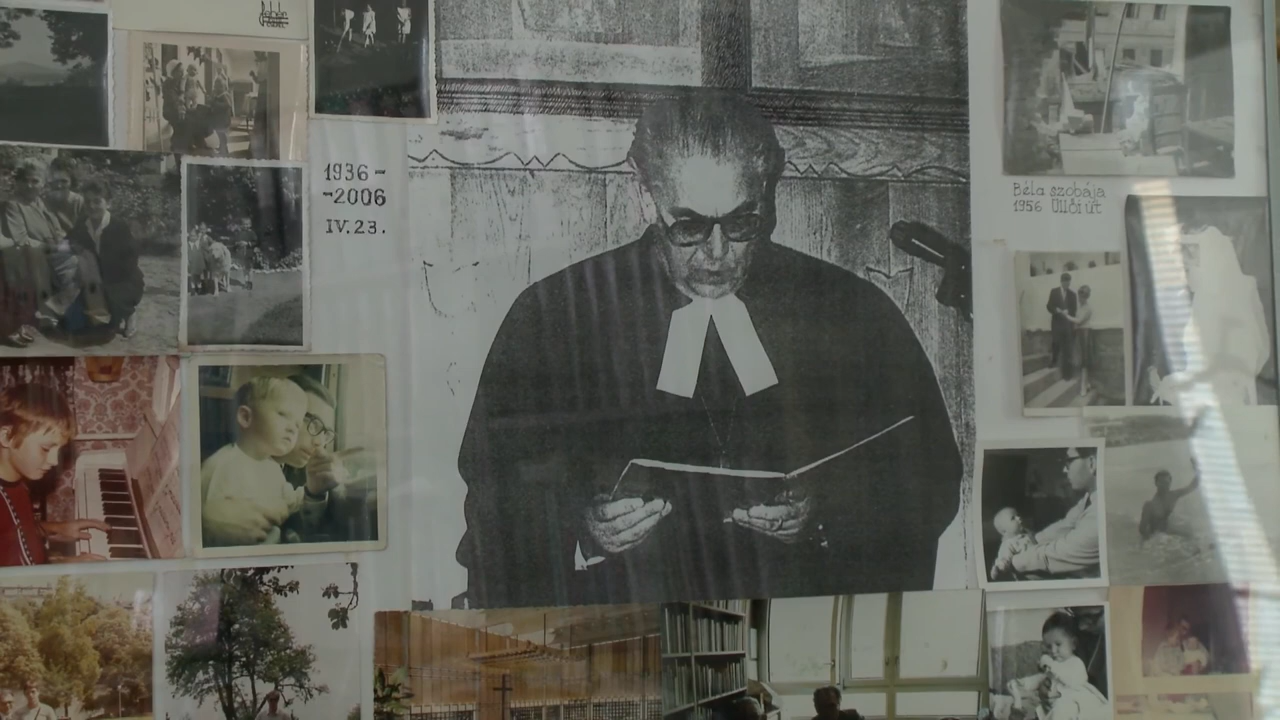 1936-
-2006
IV.23.
Béla szobája
1956 Üllői út